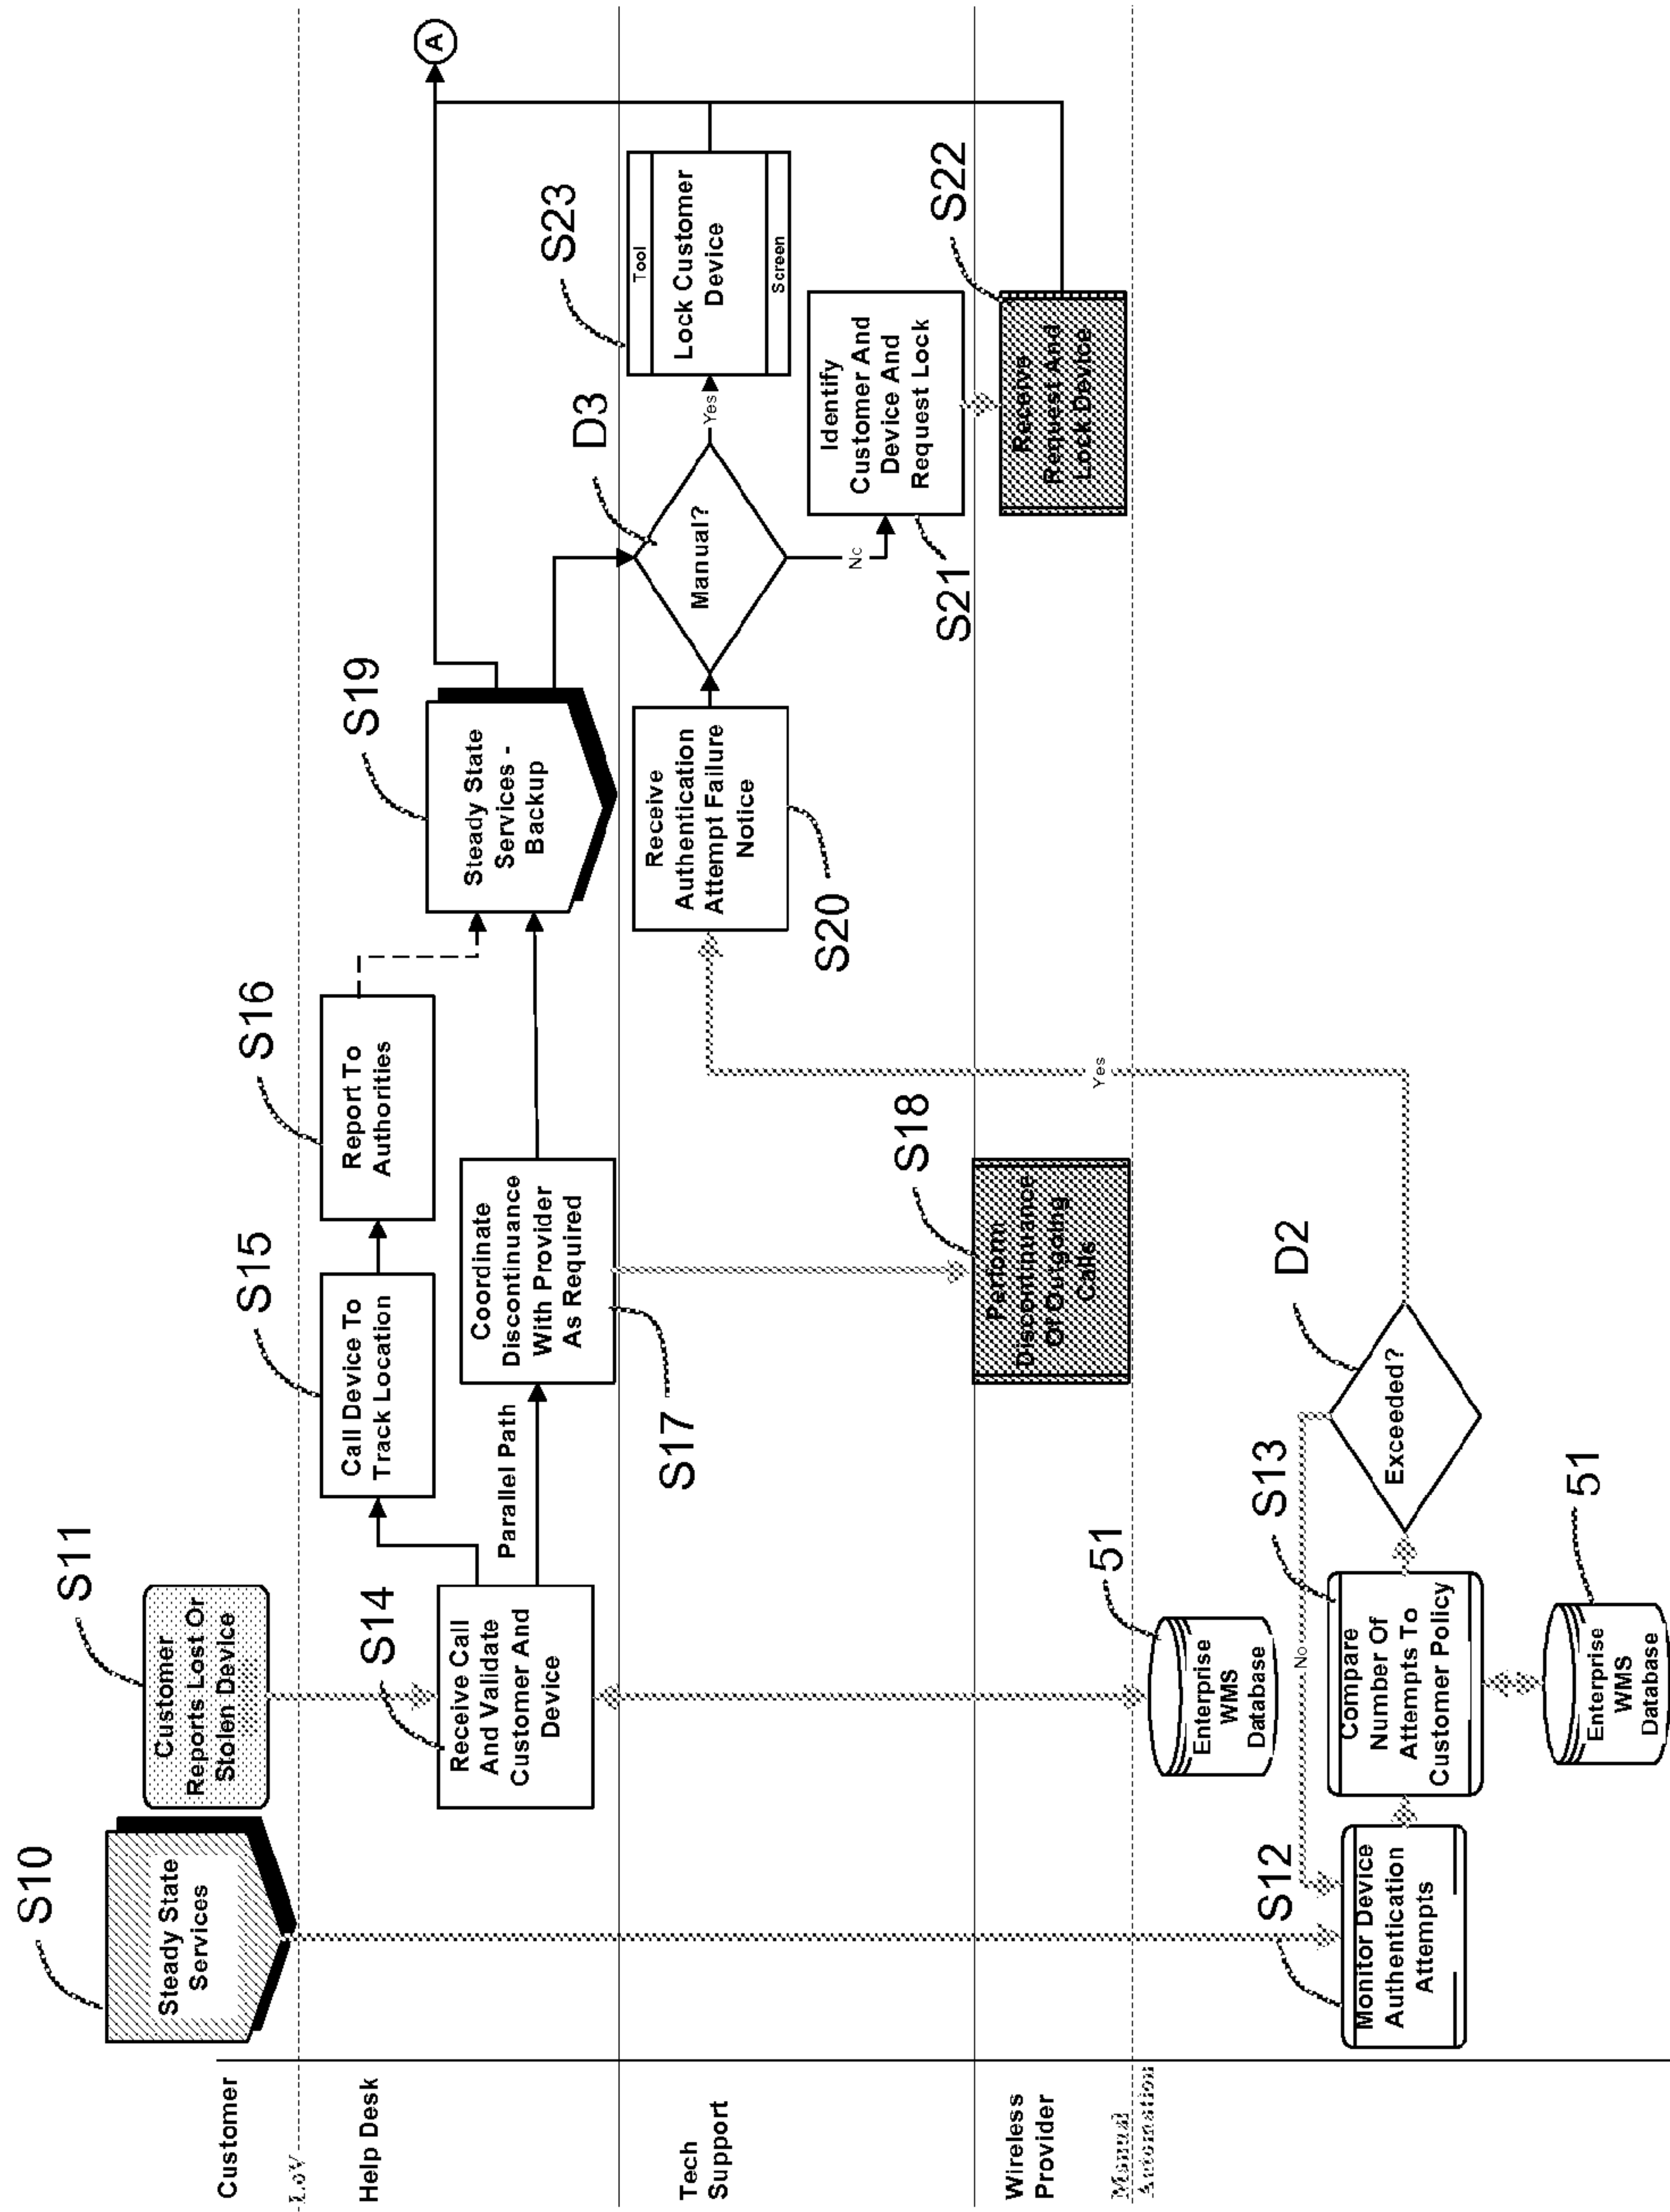 Customer
LoV
Help Desk
Tech
Support
Wireless
Provider
Manual
Automation
S10
Steady State
Services
S11
Customer
Reports Lost Or
Stolen Device
S14
Receive Call
And Validate
Customer And
Device
Parallel Path
S15
Call Device To
Track Location
S16
Report To
Authorities
S17
Coordinate
Discontinuance
With Provider
As Required
S18
Perform
Discontinuance
Of Outgoing
Calls
S19
Steady State
Services -
Backup
S20
Receive
Authentication
Attempt Failure
Notice
D3
Manual?
Yes
No
S23
Tool
Lock Customer
Device
Screen
S21
Identify
Customer And
Device And
Request Lock
S22
Receive
Request And
Lock Device
A
51
Enterprise
WMS
Database
S12
Monitor Device
Authentication
Attempts
S13
Compare
Number Of
Attempts To
Customer Policy
51
Enterprise
WMS
Database
D2
Exceeded?
No
Yes